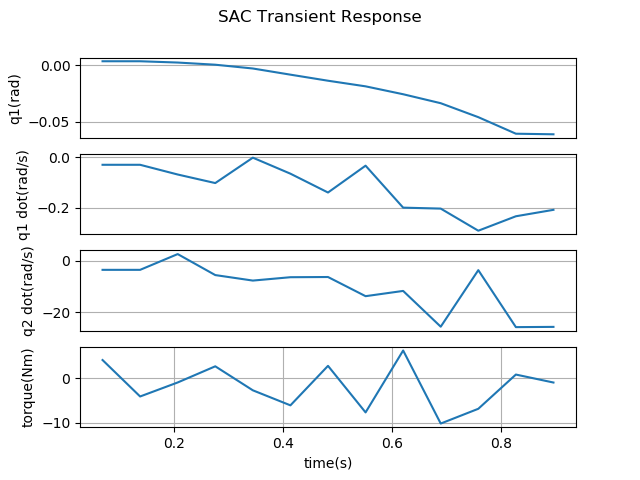 SAC Transient Response
q1(rad)
0.00
−0.05
q1 dot(rad/s)
0.0
−0.2
q2 dot(rad/s)
0
−20
torque(Nm)
0
−10
0.2 0.4 0.6 0.8
time(s)